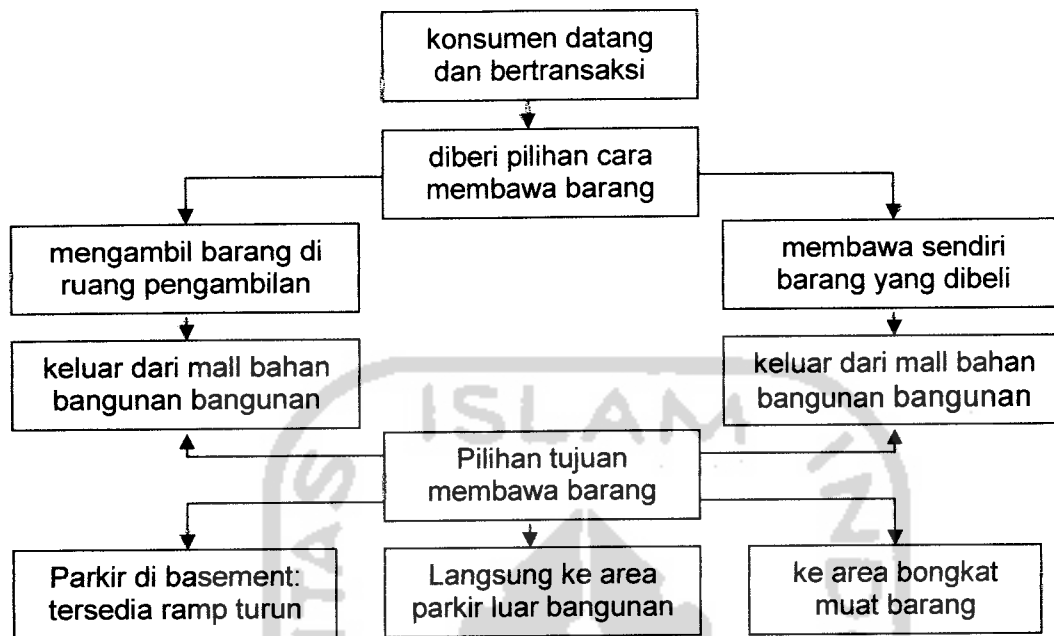 konsumen datang
dan bertransaksi
diberi pilihan cara
membawa barang
mengambil barang di
ruang pengambilan
membawa sendiri
barang yang dibeli
keluar dari mall bahan
bangunan bangunan
keluar dari mall bahan
bangunan bangunan
ISLAM
Pilihan tujuan
membawa barang
Parkir di basement:
tersedia ramp turun
Langsung ke area
parkir luar bangunan
ke area bongkat
muat barang